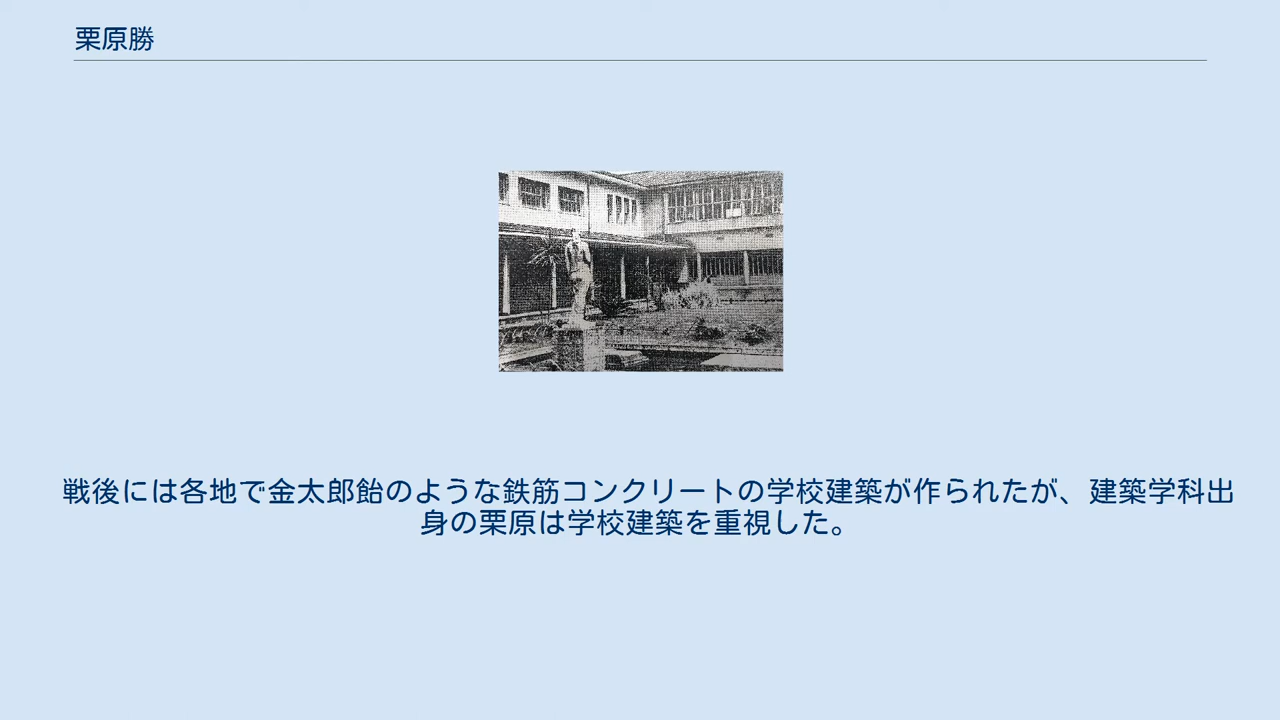 栗原勝
戦後には各地で金太郎飴のような鉄筋コンクリートの学校建築が作られたが、建築学科出
身の栗原は学校建築を重視した。